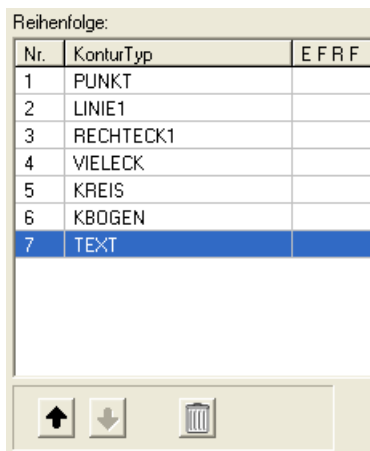 Reihenfolge:
Nr. KonturTyp E F R F
1 PUNKT
2 LINIE1
3 RECHTECK1
4 VIELECK
5 KREIS
6 KBOGEN
7 TEXT